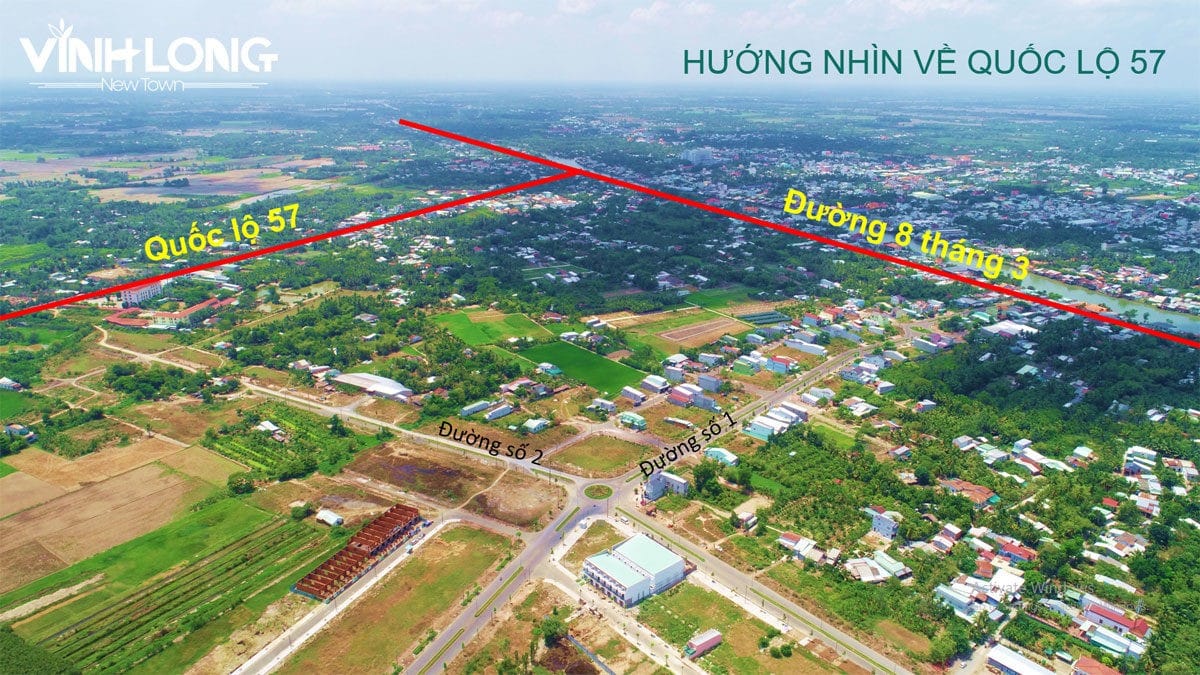 VĨNH LONG
New Town
HƯỚNG NHÌN VỀ QUỐC LỘ 57
Quốc lộ 57
Đường 8 tháng 3
Đường số 2
Đường số 1